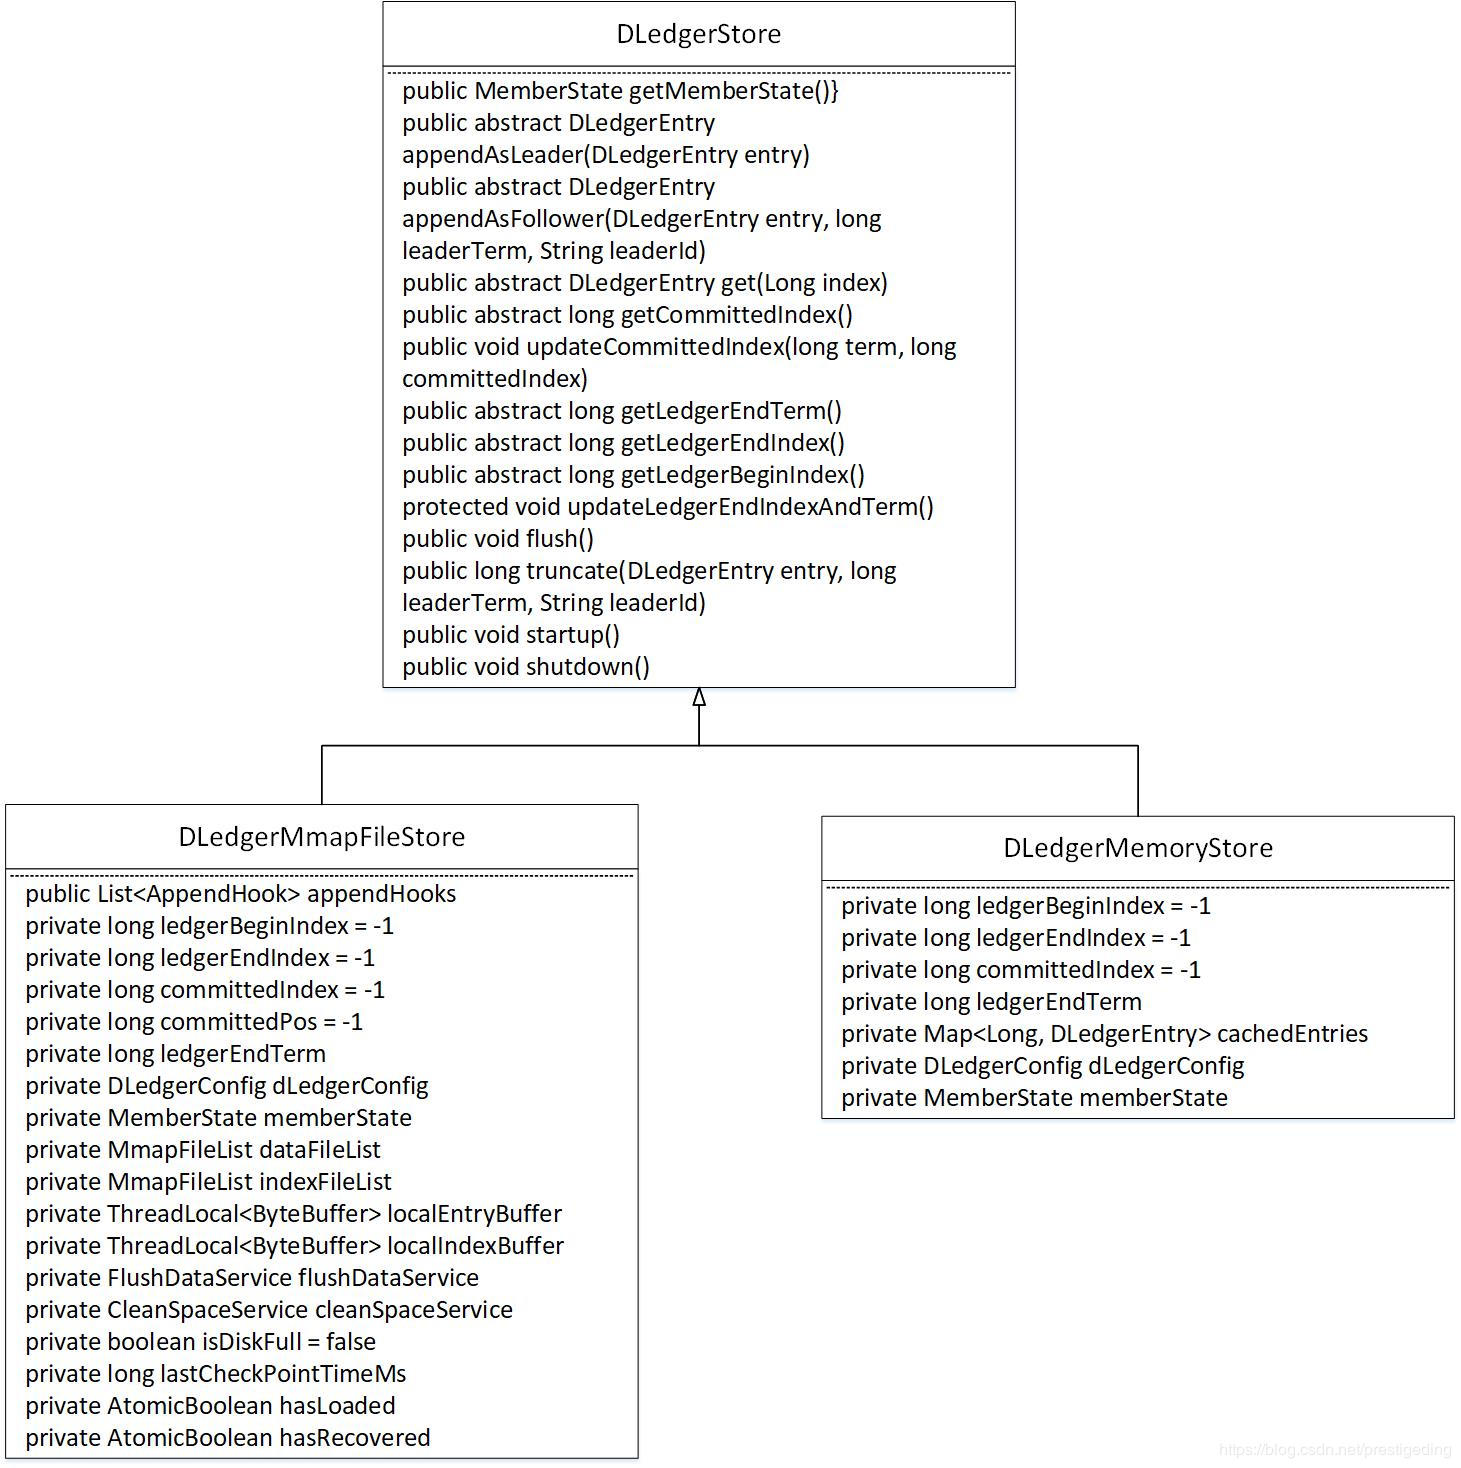 DLedgerStore
public MemberState getMemberState()}
public abstract DLedgerEntry
appendAsLeader(DLedgerEntry entry)
public abstract DLedgerEntry
appendAsFollower(DLedgerEntry entry, long
leaderTerm, String leaderId)
public abstract DLedgerEntry get(Long index)
public abstract long getCommittedIndex()
public void updateCommittedIndex(long term, long
committedIndex)
public abstract long getLedgerEndTerm()
public abstract long getLedgerEndIndex()
public abstract long getLedgerBeginIndex()
protected void updateLedgerEndIndexAndTerm()
public void flush()
public long truncate(DLedgerEntry entry, long
leaderTerm, String leaderId)
public void startup()
public void shutdown()
DLedgerMmapFileStore
public List<AppendHook> appendHooks
private long ledgerBeginIndex = -1
private long ledgerEndIndex = -1
private long committedIndex = -1
private long committedPos = -1
private long ledgerEndTerm
private DLedgerConfig dLedgerConfig
private MemberState memberState
private MmapFileList dataFileList
private MmapFileList indexFileList
private ThreadLocal<ByteBuffer> localEntryBuffer
private ThreadLocal<ByteBuffer> localIndexBuffer
private FlushDataService flushDataService
private CleanSpaceService cleanSpaceService
private boolean isDiskFull = false
private long lastCheckPointTimeMs
private AtomicBoolean hasLoaded
private AtomicBoolean hasRecovered
DLedgerMemoryStore
private long ledgerBeginIndex = -1
private long ledgerEndIndex = -1
private long committedIndex = -1
private long ledgerEndTerm
private Map<Long, DLedgerEntry> cachedEntries
private DLedgerConfig dLedgerConfig
private MemberState memberState
https://blog.csdn.net/prestigeding